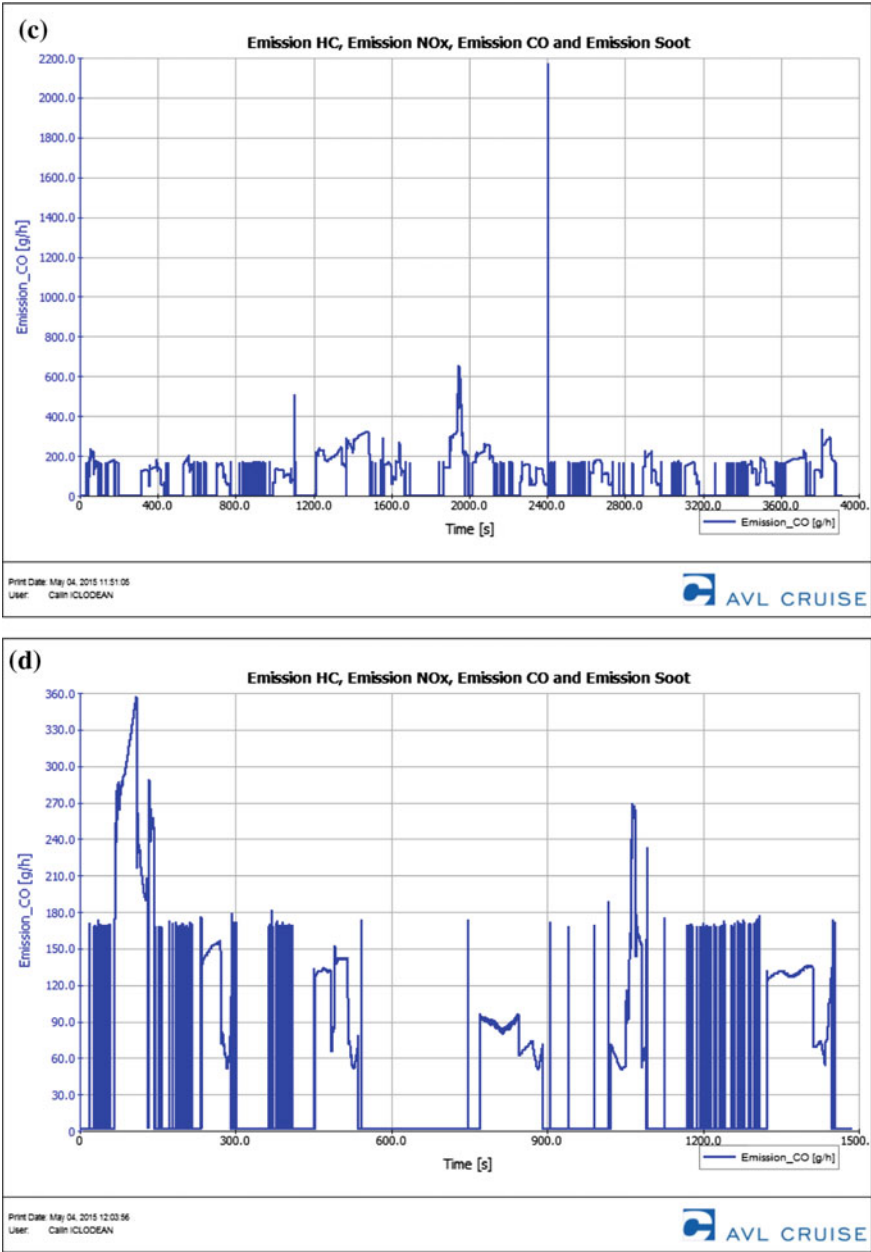 (c)
Emission HC, Emission NOx, Emission CO and Emission Soot
2200.0
2000.0
1800.0
1600.0
1400.0
1200.0
1000.0
800.0
600.0
400.0
200.0
0
Emission_CO [g/h]
0 400.0 800.0 1200.0 1600.0 2000.0 2400.0 2800.0 3200.0 3600.0 4000.
Time [s]
Emission_CO [g/h]
Print Date: May 04, 2015 11:51:05
User: Calin ICLODEAN
AVL CRUISE
(d)
Emission HC, Emission NOx, Emission CO and Emission Soot
360.0
330.0
300.0
270.0
240.0
210.0
180.0
150.0
120.0
90.0
60.0
30.0
0
Emission_CO [g/h]
0 300.0 600.0 900.0 1200.0 1500.
Time [s]
Emission_CO [g/h]
Print Date: May 04, 2015 12:03:56
User: Calin ICLODEAN
AVL CRUISE